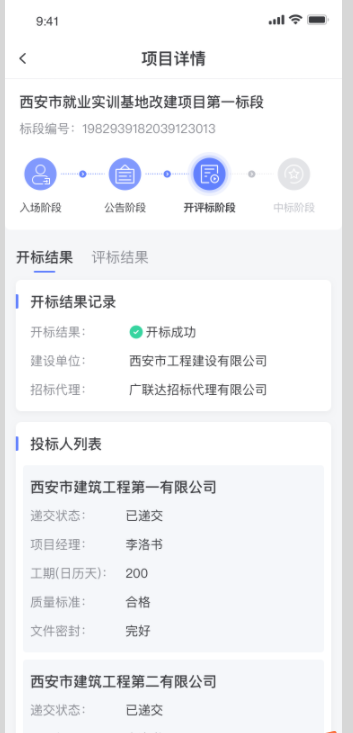 9:41
项目详情
西安市就业实训基地改建项目第一标段
标段编号：1982939182039123013
入场阶段 公告阶段 开评标阶段 中标阶段
开标结果 评标结果
开标结果记录
开标结果： 开标成功
建设单位： 西安市工程建设有限公司
招标代理： 广联达招标代理有限公司
投标人列表
西安市建筑工程第一有限公司
递交状态： 已递交
项目经理： 李洛书
工期(日历天)： 200
质量标准： 合格
文件密封： 完好
西安市建筑工程第二有限公司
递交状态： 已递交